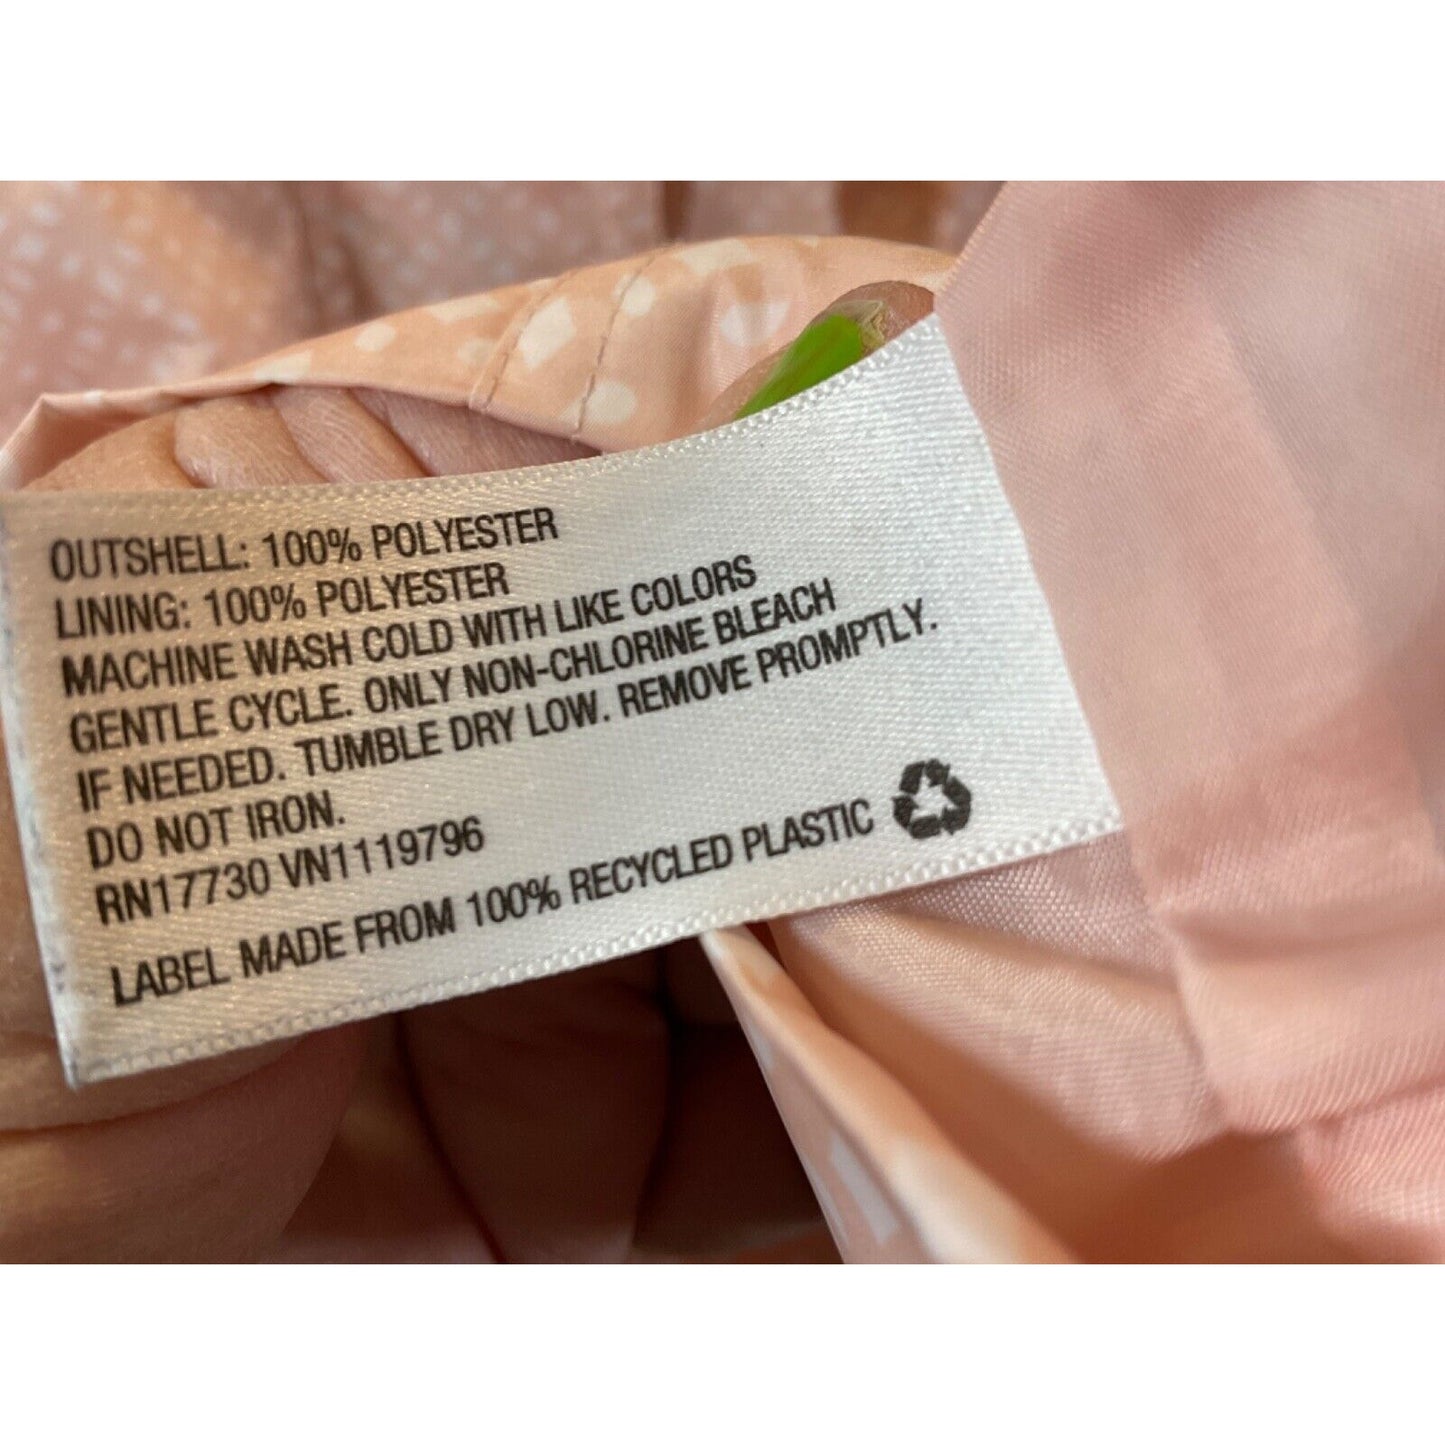 OUTSHELL: 100% POLYESTER
LINING: 100% POLYESTER
MACHINE WASH COLD WITH LIKE COLORS
GENTLE CYCLE. ONLY NON-CHLORINE BLEACH
IF NEEDED. TUMBLE DRY LOW. REMOVE PROMPTLY.
DO NOT IRON.
RN17730 VN1119796
LABEL MADE FROM 100% RECYCLED PLASTIC